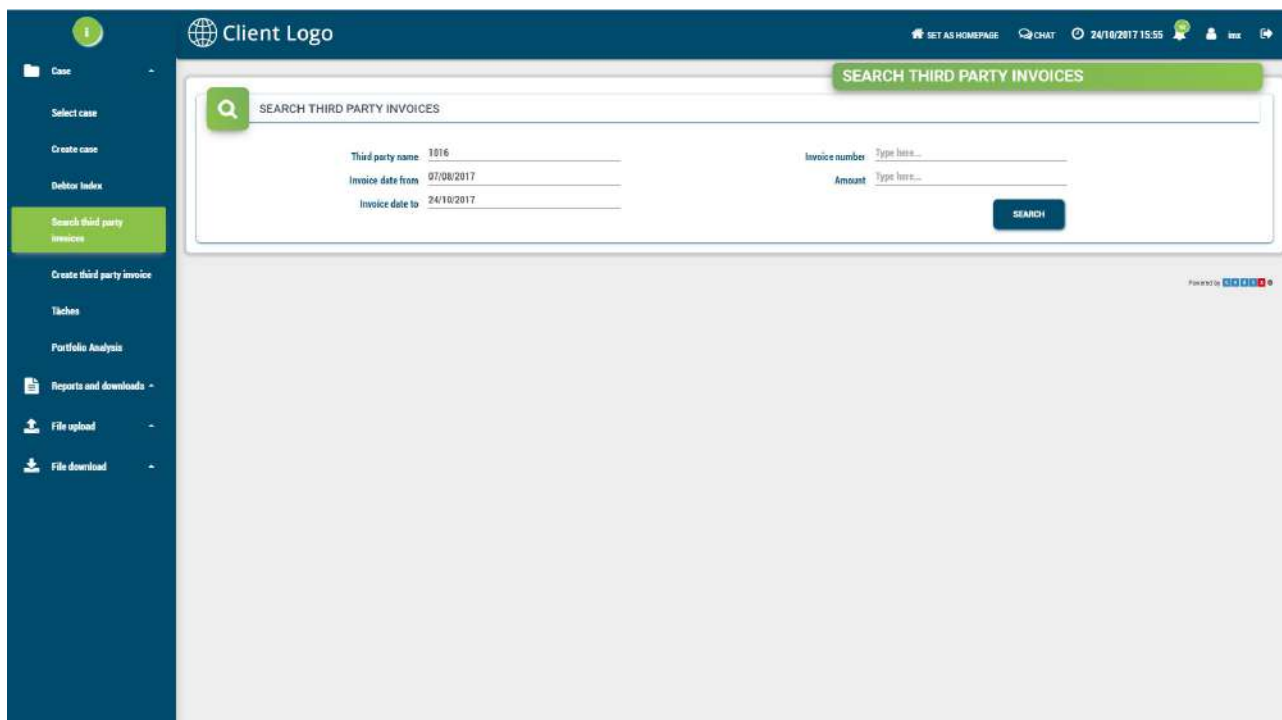 i
Client Logo
SET AS HOMEPAGE
CHAT
24/10/2017 15:55
imx
Case
Select case
Create case
Debtor Index
Search third party
invoices
Create third party invoice
Tâches
Portfolio Analysis
Reports and downloads
File upload
File download
SEARCH THIRD PARTY INVOICES
SEARCH THIRD PARTY INVOICES
Third party name 1016
Invoice date from 07/08/2017
Invoice date to 24/10/2017
Invoice number Type here...
Amount Type here...
SEARCH
Powered by